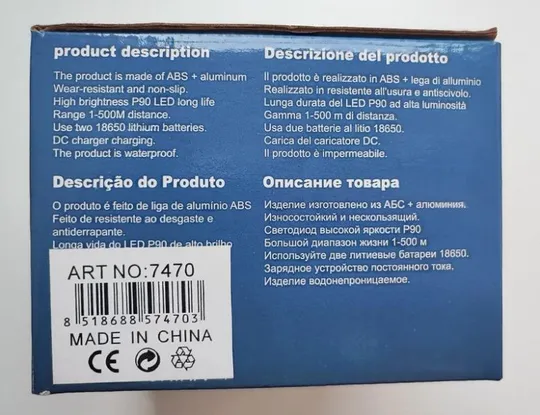 product description
The product is made of ABS + aluminum
Wear-resistant and non-slip.
High brightness P90 LED long life
Range 1-500M distance.
Use two 18650 lithium batteries.
DC charger charging.
The product is waterproof.
Descrizione del prodotto
Il prodotto è realizzato in ABS + lega di alluminio
Realizzato in resistente all'usura e antiscivolo.
Lunga durata del LED P90 ad alta luminosità
Gamma 1-500 m di distanza.
Usa due batterie al litio 18650.
Carica del caricatore DC.
Il prodotto è impermeabile.
Descrição do Produto
O produto é feito de liga de alumínio ABS
Feito de resistente ao desgaste e
antiderrapante.
Longa vida do LED P90 de alto brilho
Описание товара
Изделие изготовлено из АБС + алюминия.
Износостойкий и нескользящий.
Светодиод высокой яркости P90
Большой диапазон жизни 1-500 м
Используйте две литиевые батареи 18650.
Зарядное устройство постоянного тока.
Изделие водонепроницаемое.
ART NO:7470
8 518688 574703
MADE IN CHINA
CE